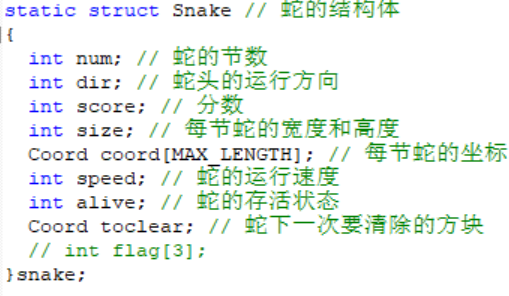 static struct Snake // 蛇的结构体
{
int num; // 蛇的节数
int dir; // 蛇头的运行方向
int score; // 分数
int size; // 每节蛇的宽度和高度
Coord coord[MAX_LENGTH]; // 每节蛇的坐标
int speed; // 蛇的运行速度
int alive; // 蛇的存活状态
Coord toclear; // 蛇下一次要清除的方块
// int flag[3];
}snake;